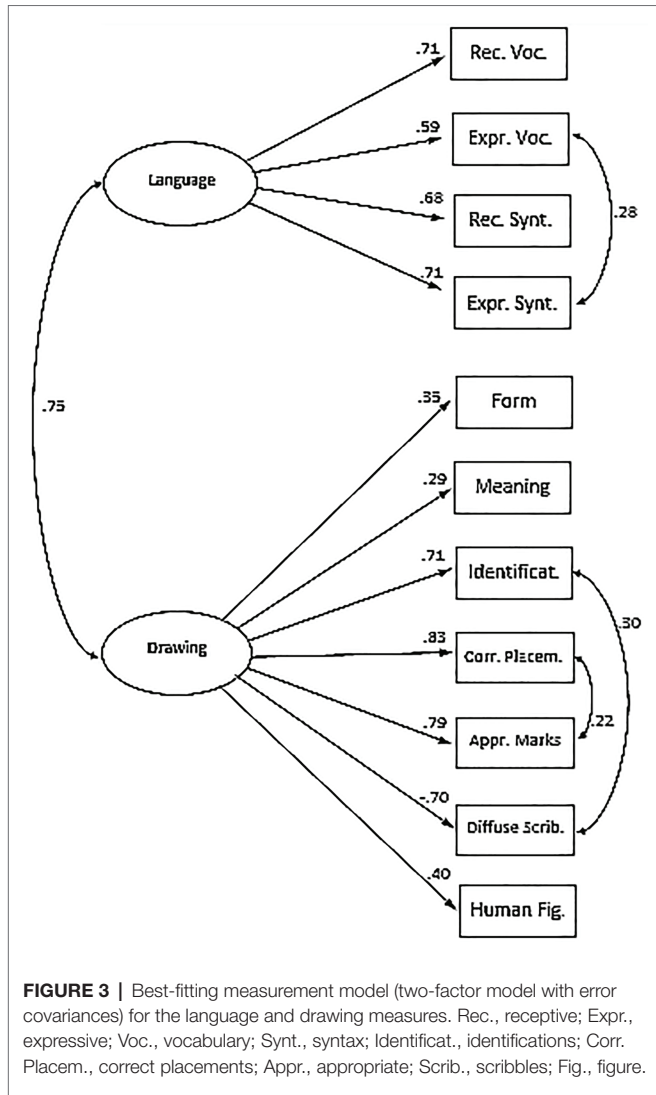 .71
Rec. Voc.
.59
Expr. Voc.
Language
.68
Rec. Synt.
.28
.71
Expr. Synt.
.75
.35
Form
.29
Meaning
.71
Identificat.
.30
Drawing
.83
Corr. Placem.
.22
.79
Appr. Marks
-.70
Diffuse Scrib.
.40
Human Fig.
FIGURE 3 | Best-fitting measurement model (two-factor model with error
covariances) for the language and drawing measures. Rec., receptive; Expr.,
expressive; Voc., vocabulary; Synt., syntax; Identificat., identifications; Corr.
Placem., correct placements; Appr., appropriate; Scrib., scribbles; Fig., figure.